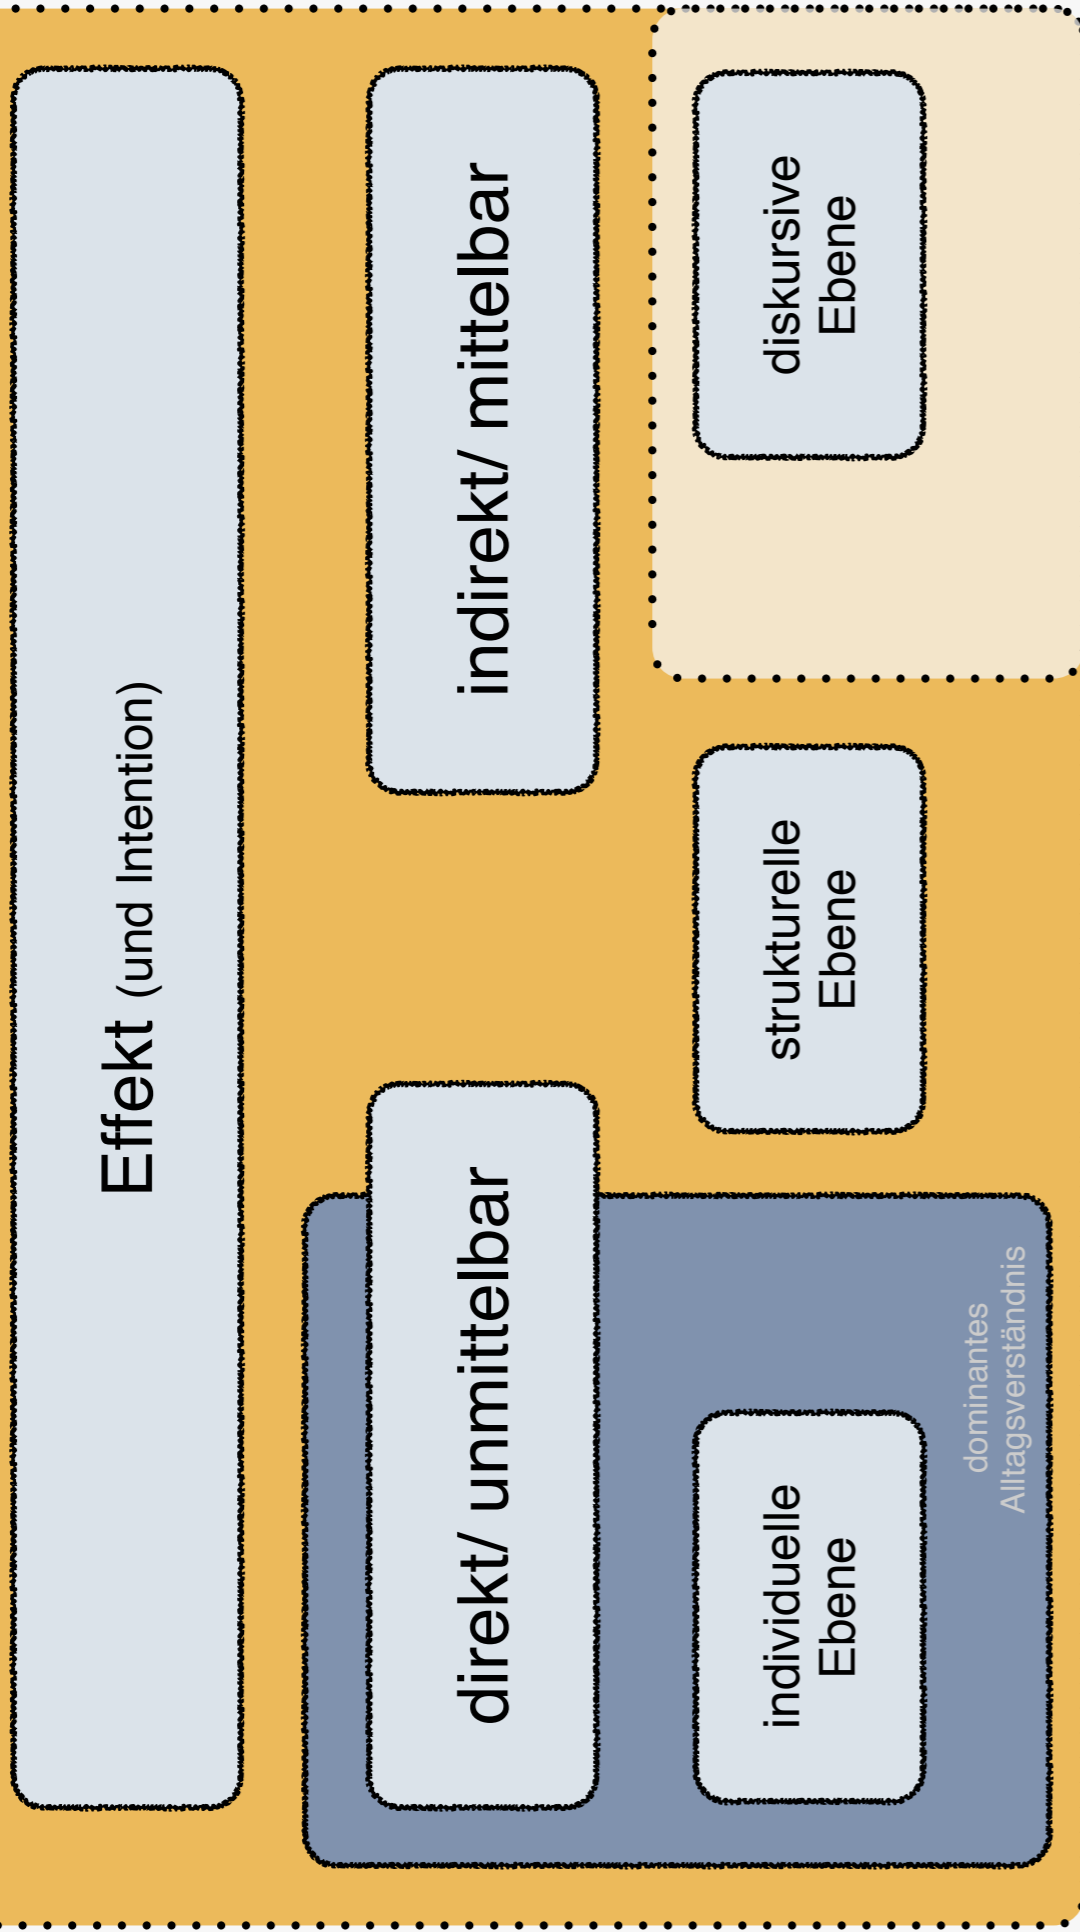 Effekt (und Intention)
direkt/ unmittelbar
indirekt/ mittelbar
individuelle
Ebene
strukturelle
Ebene
diskursive
Ebene
dominantes
Alltagsverständnis